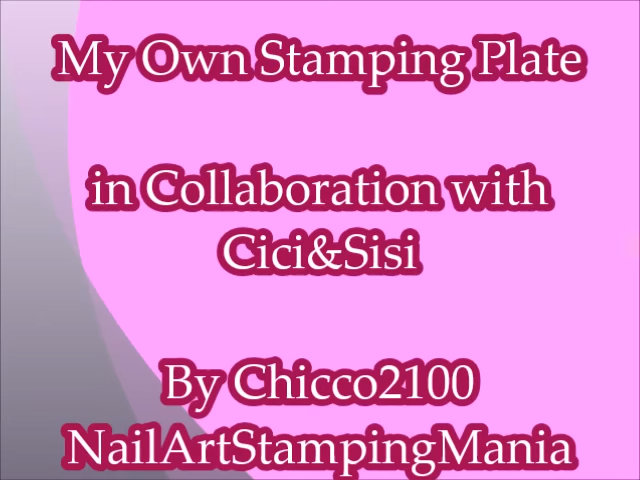 My Own Stamping Plate
in Collaboration with
Cici&Sisi
By Chicco2100
NailArtStampingMania